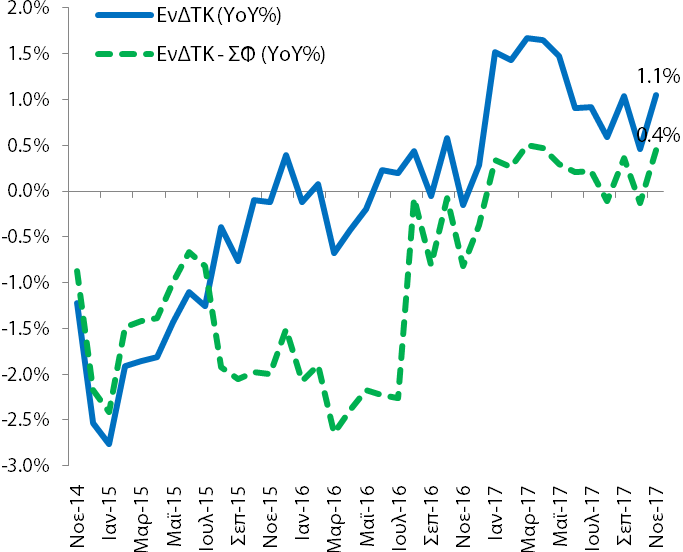 2.0%
1.5%
1.0%
0.5%
0.0%
-0.5%
-1.0%
-1.5%
-2.0%
-2.5%
-3.0%
ΕνΔΤΚ (YoY%)
ΕνΔΤΚ - ΣΦ (YoY%)
1.1%
0.4%
Νοε-14
Ιαν-15
Μαρ-15
Μαϊ-15
Ιουλ-15
Σεπ-15
Νοε-15
Ιαν-16
Μαρ-16
Μαϊ-16
Ιουλ-16
Σεπ-16
Νοε-16
Ιαν-17
Μαρ-17
Μαϊ-17
Ιουλ-17
Σεπ-17
Νοε-17